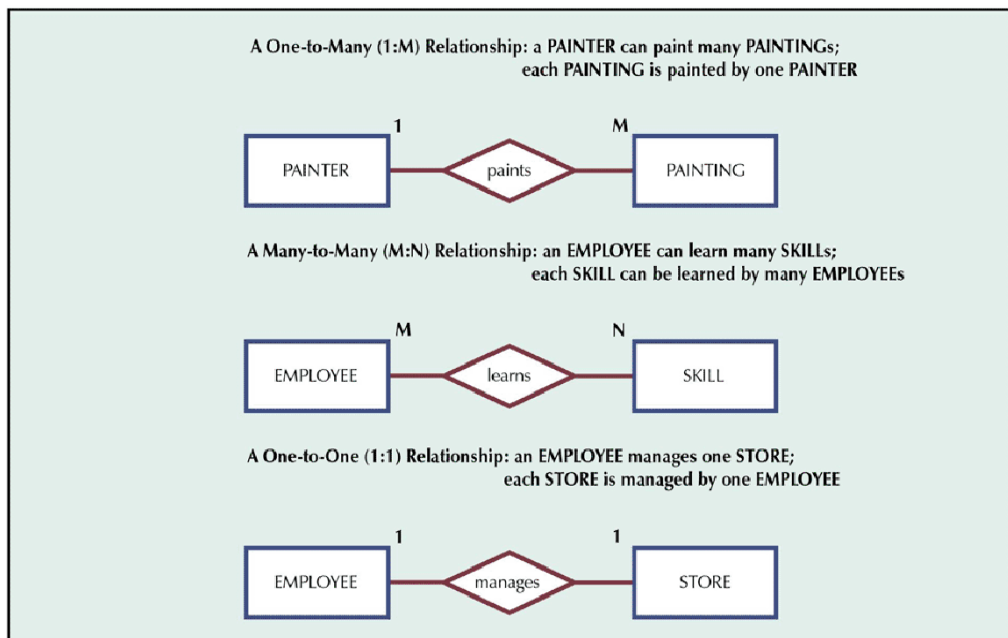 A One-to-Many (1:M) Relationship: a PAINTER can paint many PAINTINGs;
each PAINTING is painted by one PAINTER
1 M
PAINTER paints PAINTING
A Many-to-Many (M:N) Relationship: an EMPLOYEE can learn many SKILLs;
each SKILL can be learned by many EMPLOYEEs
M N
EMPLOYEE learns SKILL
A One-to-One (1:1) Relationship: an EMPLOYEE manages one STORE;
each STORE is managed by one EMPLOYEE
1 1
EMPLOYEE manages STORE